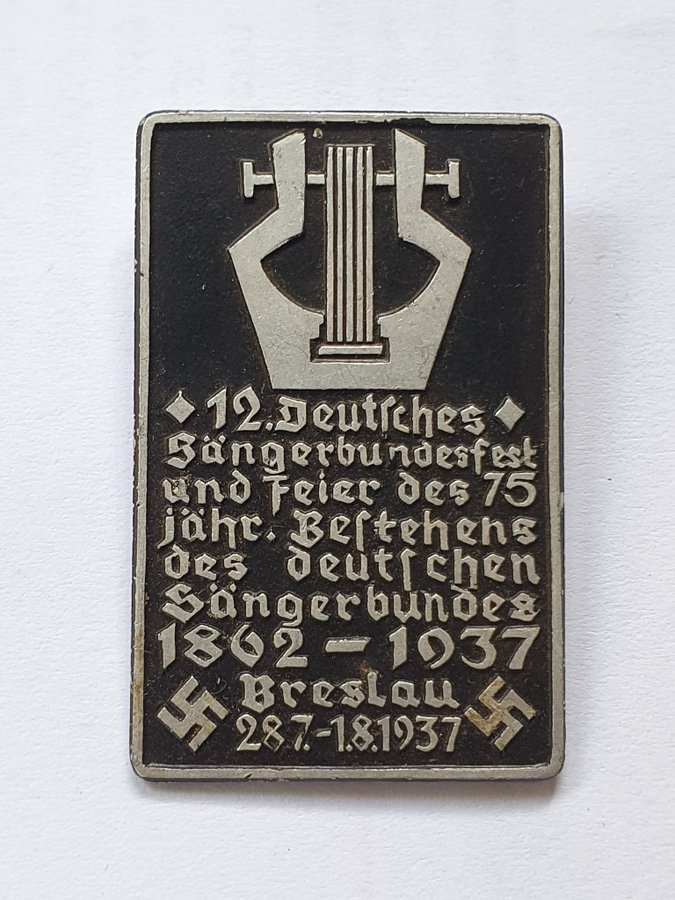 12. Deutſches
Sängerbundesfest
und Feier des 75
jähr. Beſtehens
des deutſchen
Sängerbundes
1862 - 1937
Breslau
28.7.-1.8.1937